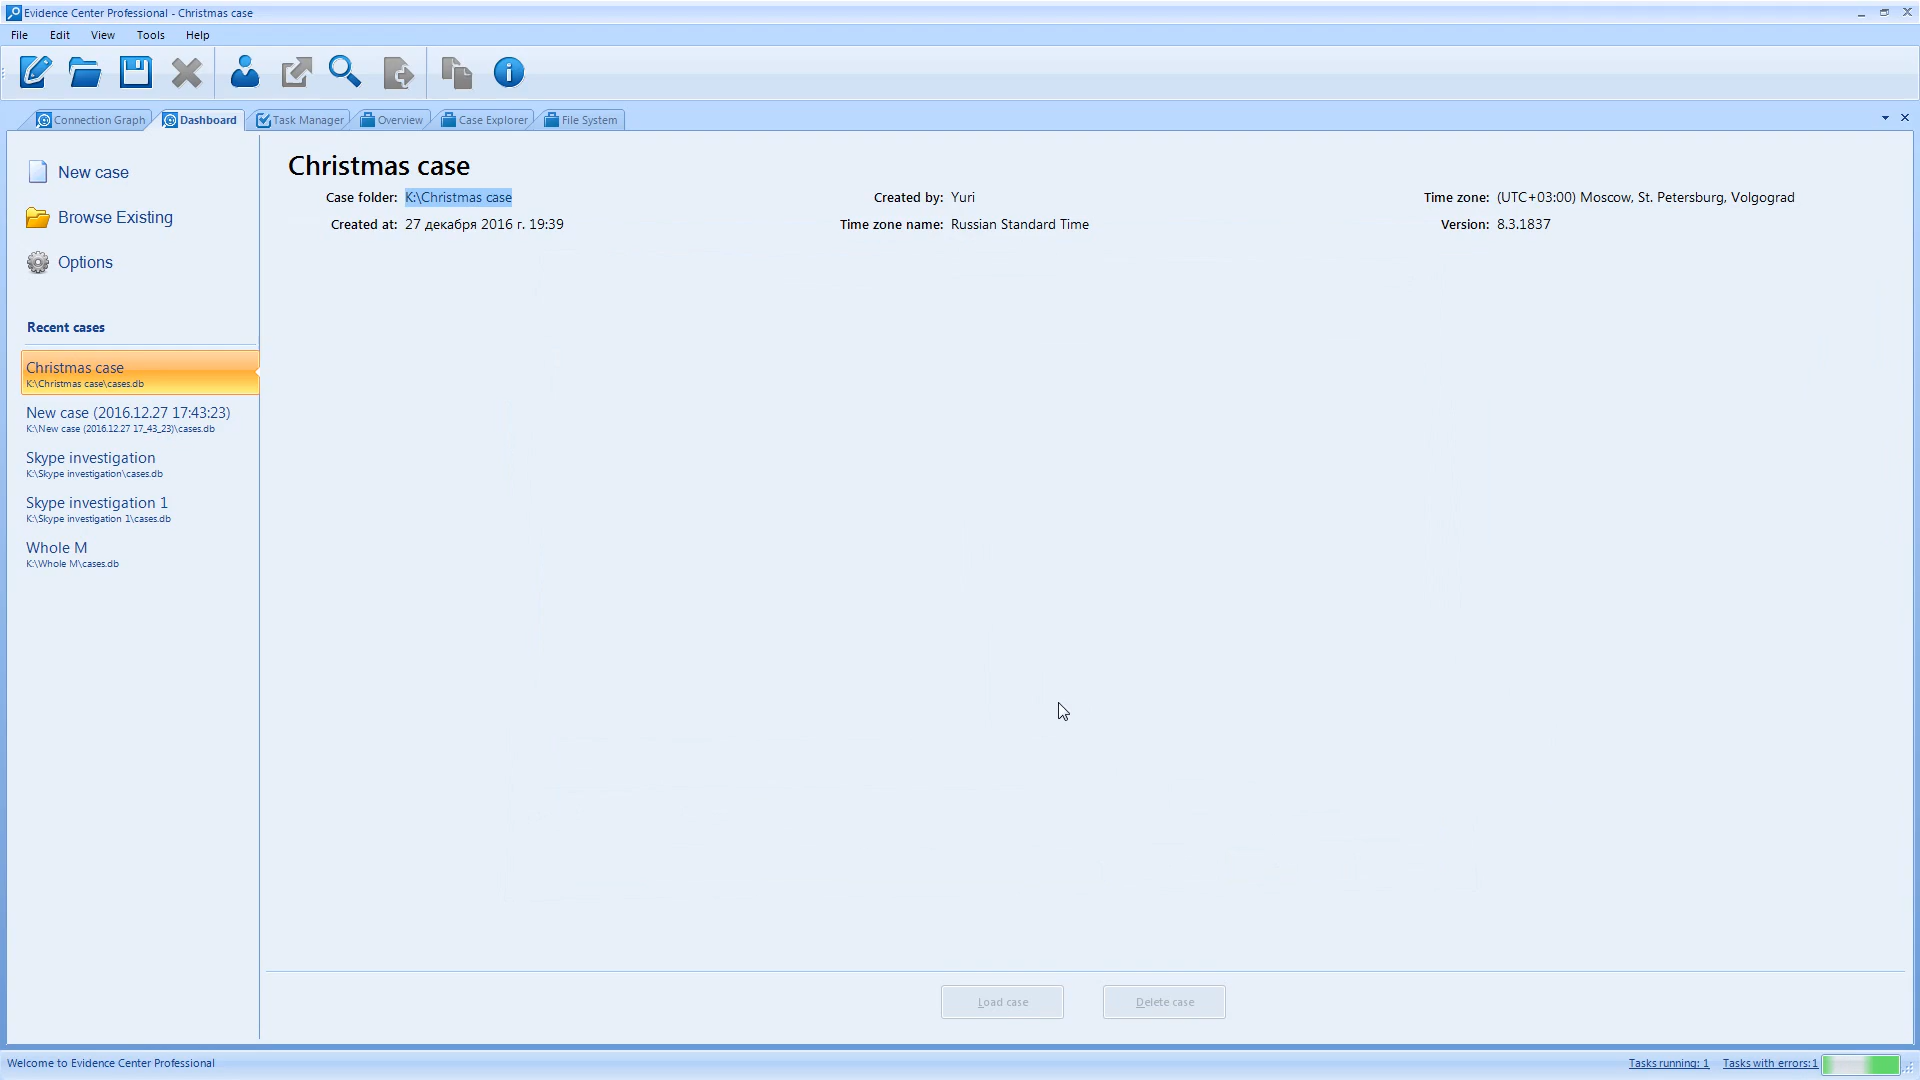 Evidence Center Professional - Christmas case
File Edit View Tools Help
Connection Graph Dashboard Task Manager Overview Case Explorer File System
New case
Browse Existing
Options
Recent cases
Christmas case
K:\Christmas case\cases.db
New case (2016.12.27 17:43:23)
K:\New case (2016.12.27 17_43_23)\cases.db
Skype investigation
K:\Skype investigation\cases.db
Skype investigation 1
K:\Skype investigation 1\cases.db
Whole M
K:\Whole M\cases.db
Christmas case
Case folder: K:\Christmas case Created by: Yuri Time zone: (UTC+03:00) Moscow, St. Petersburg, Volgograd
Created at: 27 декабря 2016 г. 19:39 Time zone name: Russian Standard Time Version: 8.3.1837
Load case Delete case
Welcome to Evidence Center Professional Tasks running: 1 Tasks with errors:1